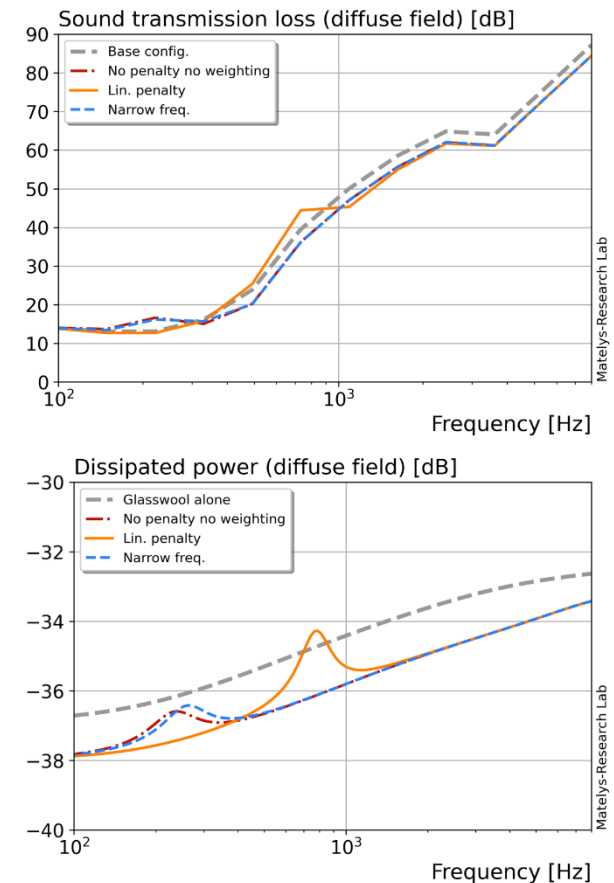 Sound transmission loss (diffuse field) [dB]
90
80
70
60
50
40
30
20
10
0
Base config.
No penalty no weighting
Lin. penalty
Narrow freq.
10²
10³
Frequency [Hz]
Matelys-Research Lab
Dissipated power (diffuse field) [dB]
−30
−32
−34
−36
−38
−40
Glasswool alone
No penalty no weighting
Lin. penalty
Narrow freq.
10²
10³
Frequency [Hz]
Matelys-Research Lab